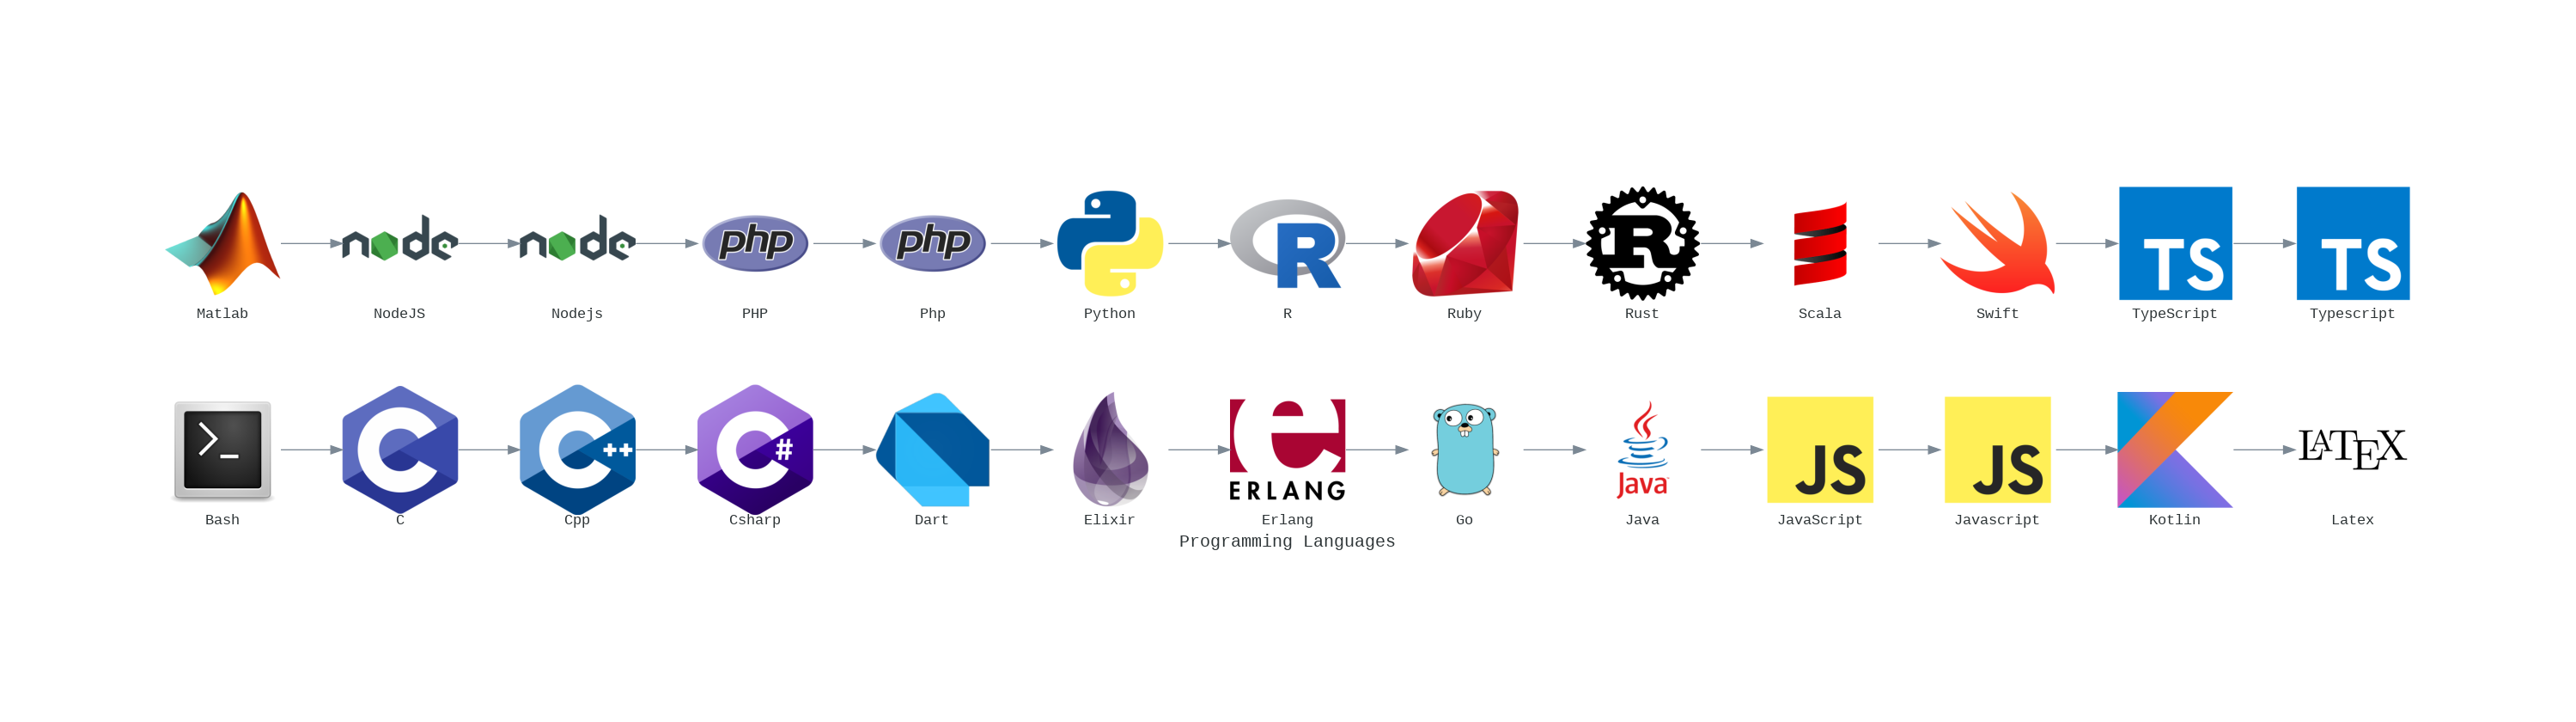 node
node
php
php
R
R
TS
TS
Matlab
NodeJS
Nodejs
PHP
Php
Python
R
Ruby
Rust
Scala
Swift
TypeScript
Typescript
>_
C
C++
C#
e
ERLANG
Java
JS
JS
LATEX
Bash
C
Cpp
Csharp
Dart
Elixir
Erlang
Go
Java
JavaScript
Javascript
Kotlin
Latex
Programming Languages